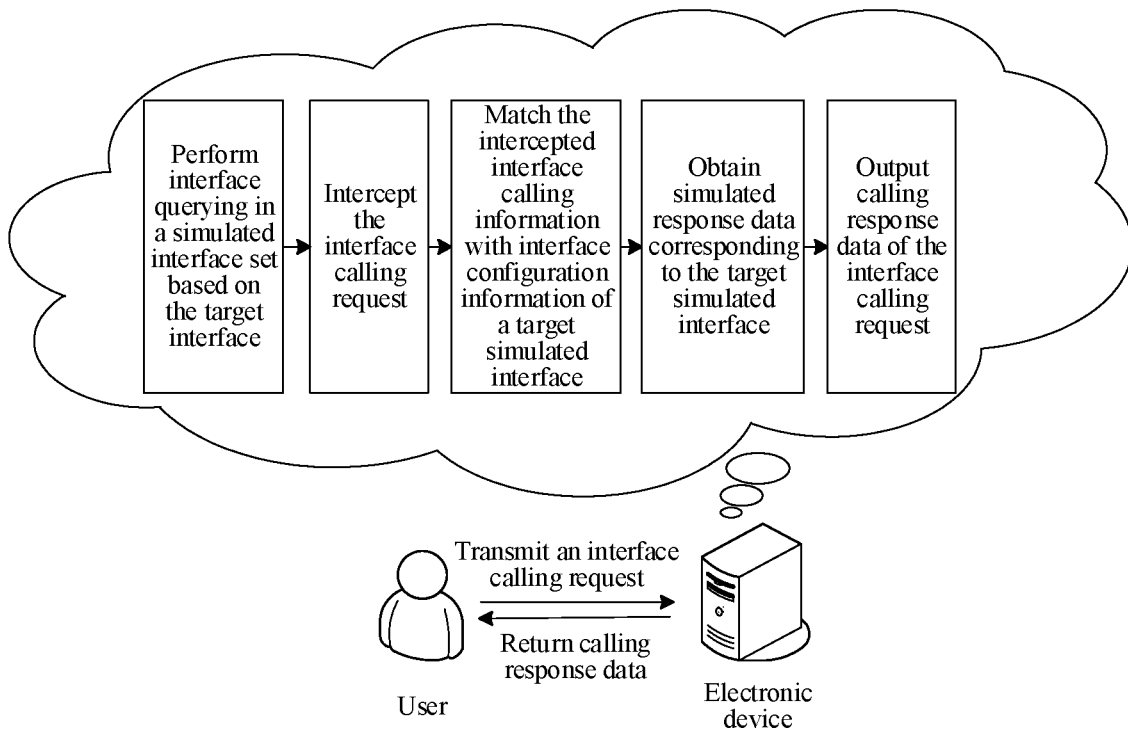 Perform
interface
querying in
a simulated
interface set
based on
the target
interface
Intercept
the
interface
calling
request
Match the
intercepted
interface
calling
information
with interface
configuration
information of
a target
simulated
interface
Obtain
simulated
response data
corresponding
to the target
simulated
interface
Output
calling
response
data of the
interface
calling
request
Transmit an interface
calling request
Return calling
response data
User
Electronic
device